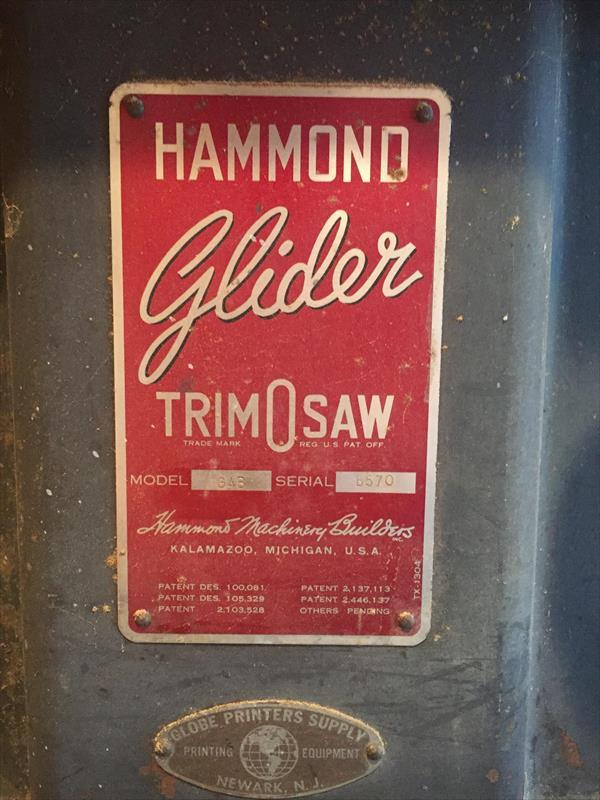 HAMMOND
Glider
TRIMOSAW
TRADE MARK REG. U.S. PAT. OFF.
MODEL SERIAL
Hammond Machinery Builders INC.
KALAMAZOO, MICHIGAN, U.S.A.
PATENT DES. 100,081 PATENT 2,137,113
PATENT DES. 105,329 PATENT 2,446,137
PATENT 2,103,528 OTHERS PENDING
TX-1304
GLOBE PRINTERS SUPPLY
PRINTING EQUIPMENT
NEWARK, N.J.